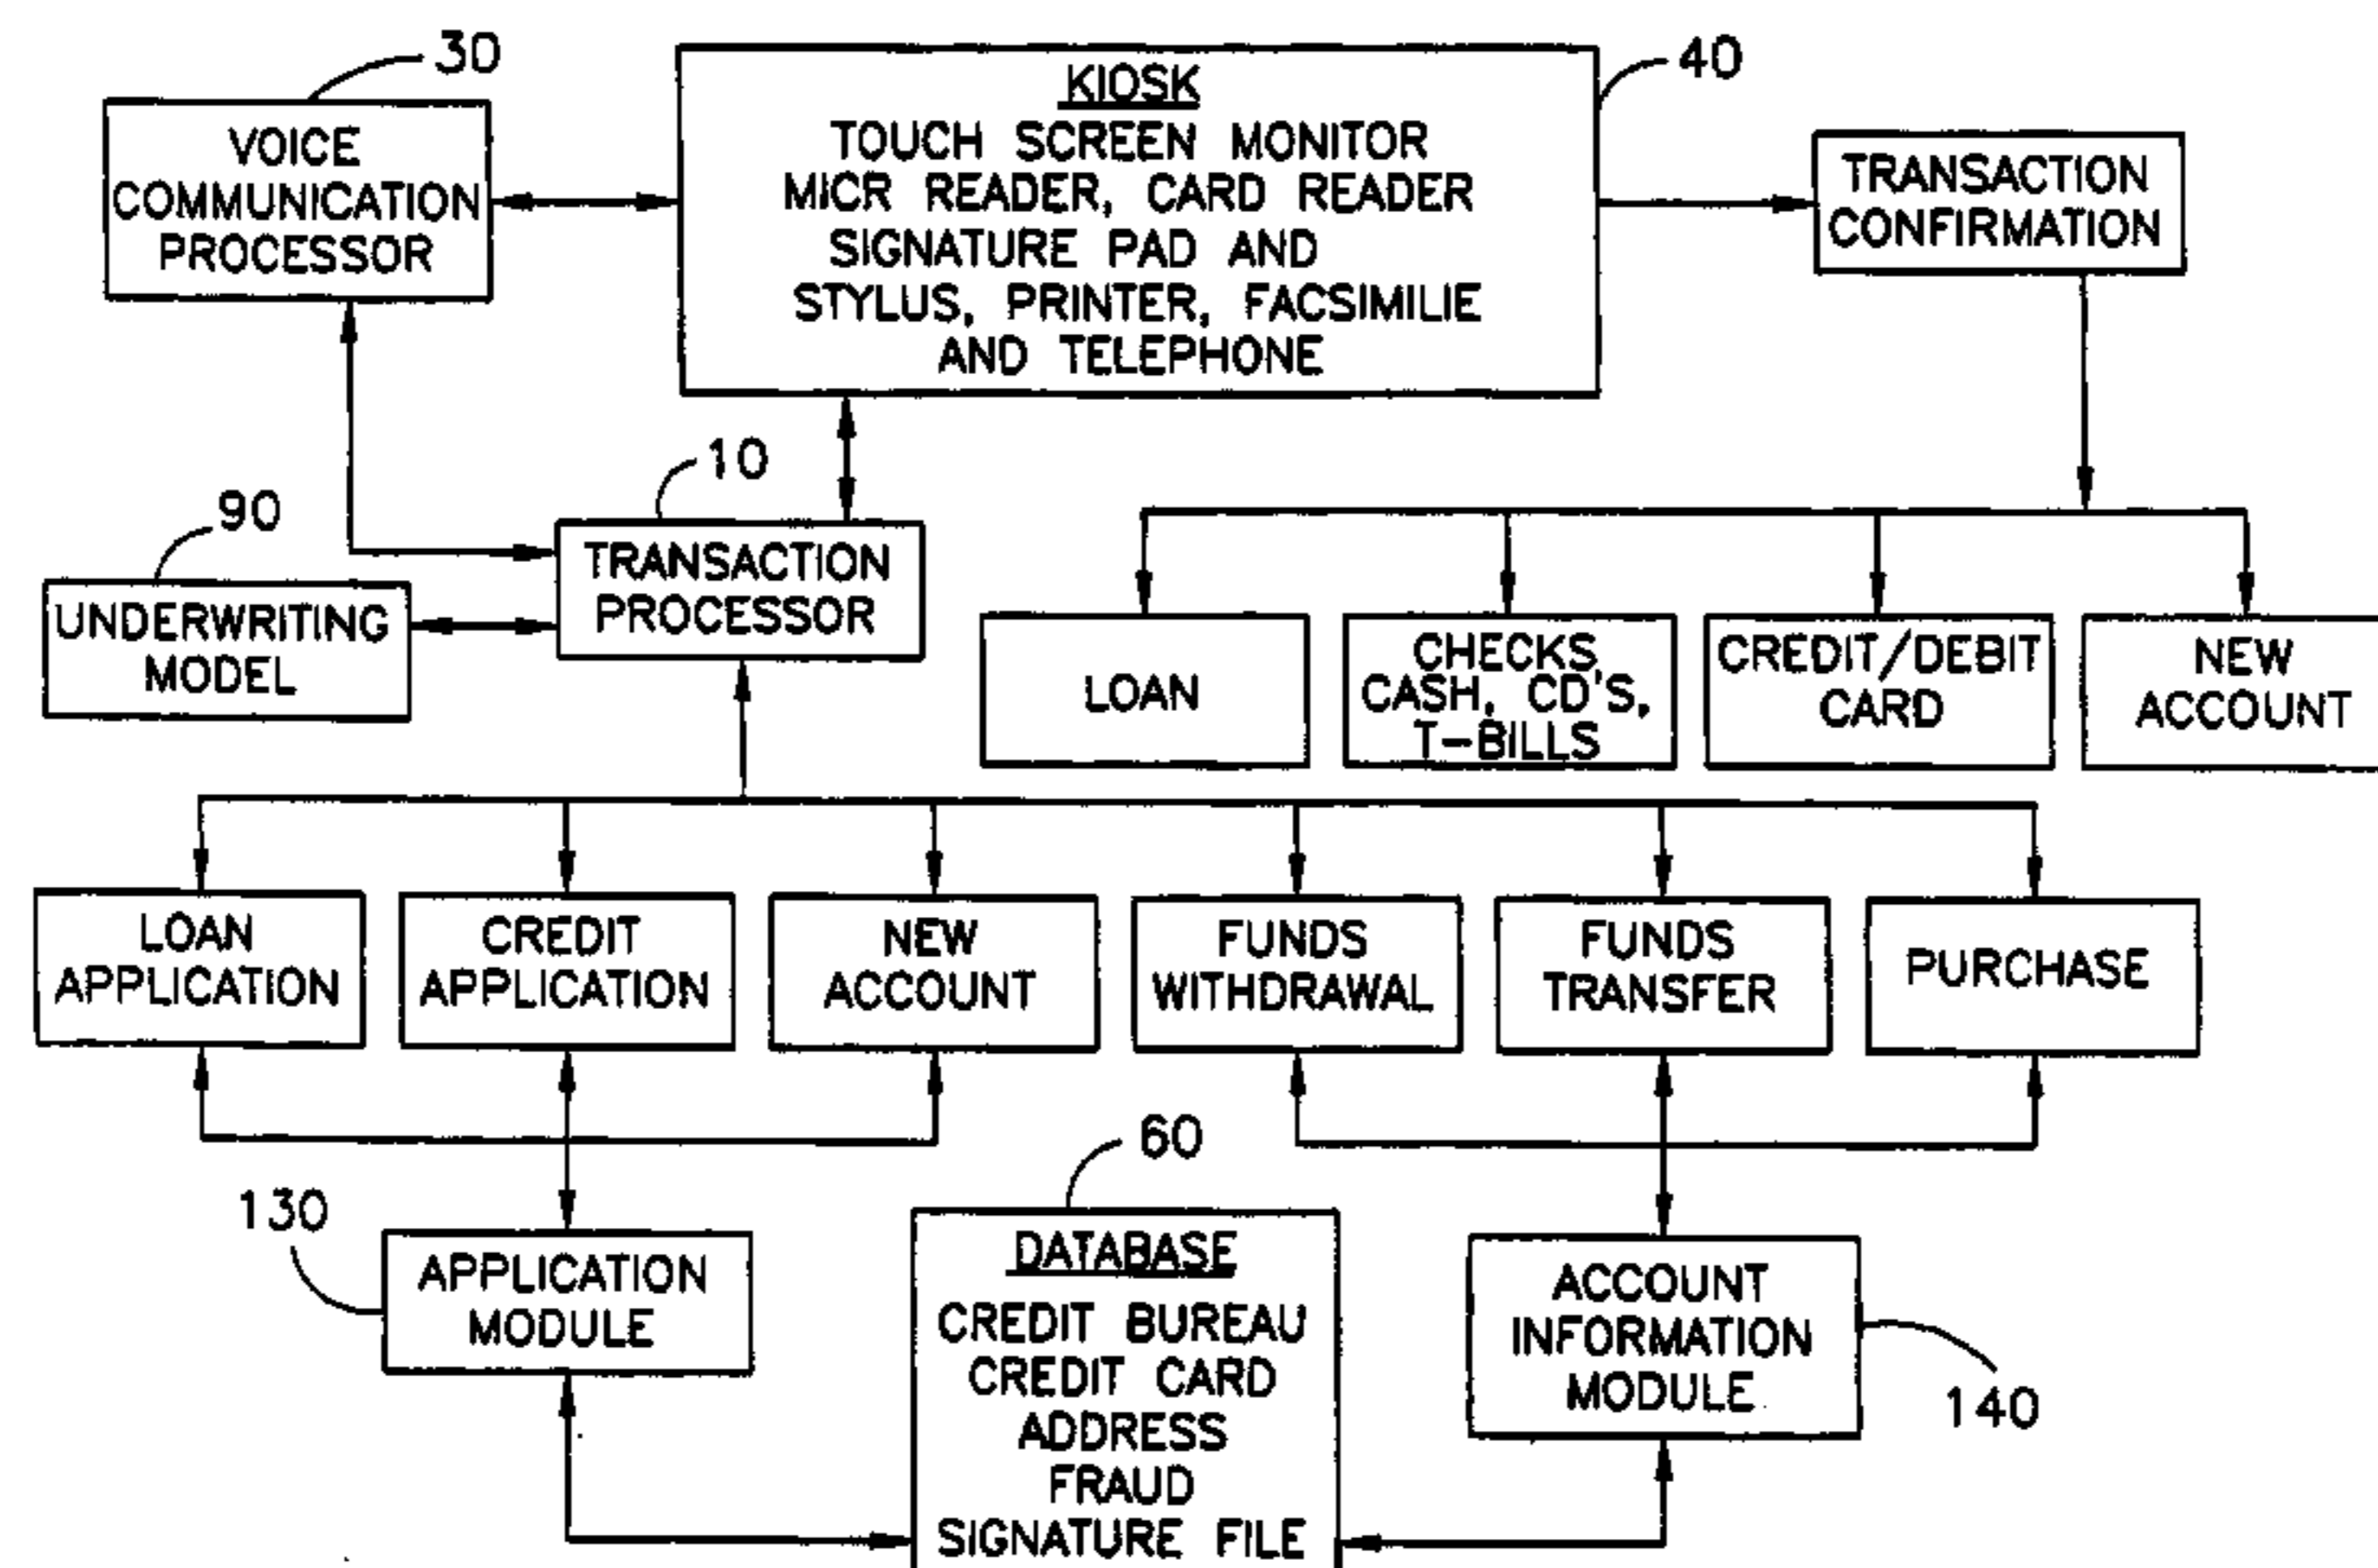 30
VOICE
COMMUNICATION
PROCESSOR
KIOSK
TOUCH SCREEN MONITOR
MICR READER, CARD READER
SIGNATURE PAD AND
STYLUS, PRINTER, FACSIMILIE
AND TELEPHONE
40
TRANSACTION
CONFIRMATION
10
TRANSACTION
PROCESSOR
90
UNDERWRITING
MODEL
LOAN
CHECKS,
CASH, CD'S,
T-BILLS
CREDIT/DEBIT
CARD
NEW
ACCOUNT
LOAN
APPLICATION
CREDIT
APPLICATION
NEW
ACCOUNT
FUNDS
WITHDRAWAL
FUNDS
TRANSFER
PURCHASE
130
APPLICATION
MODULE
60
DATABASE
CREDIT BUREAU
CREDIT CARD
ADDRESS
FRAUD
SIGNATURE FILE
ACCOUNT
INFORMATION
MODULE
140